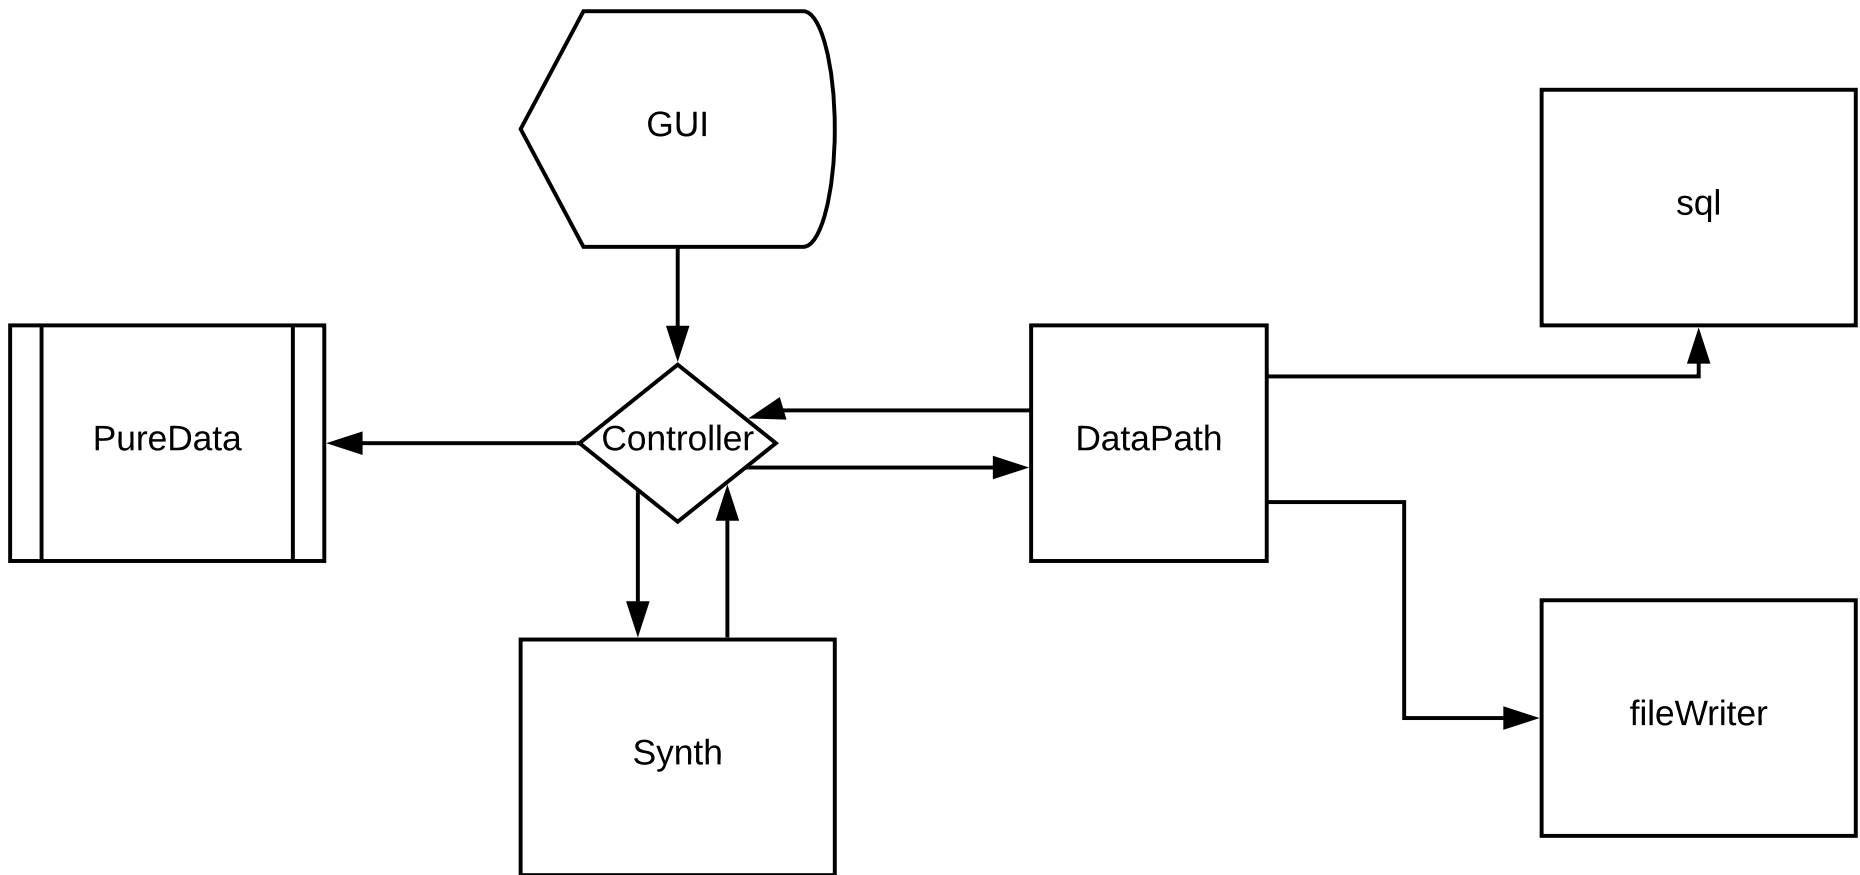 GUI
sql
PureData
Controller
DataPath
Synth
fileWriter